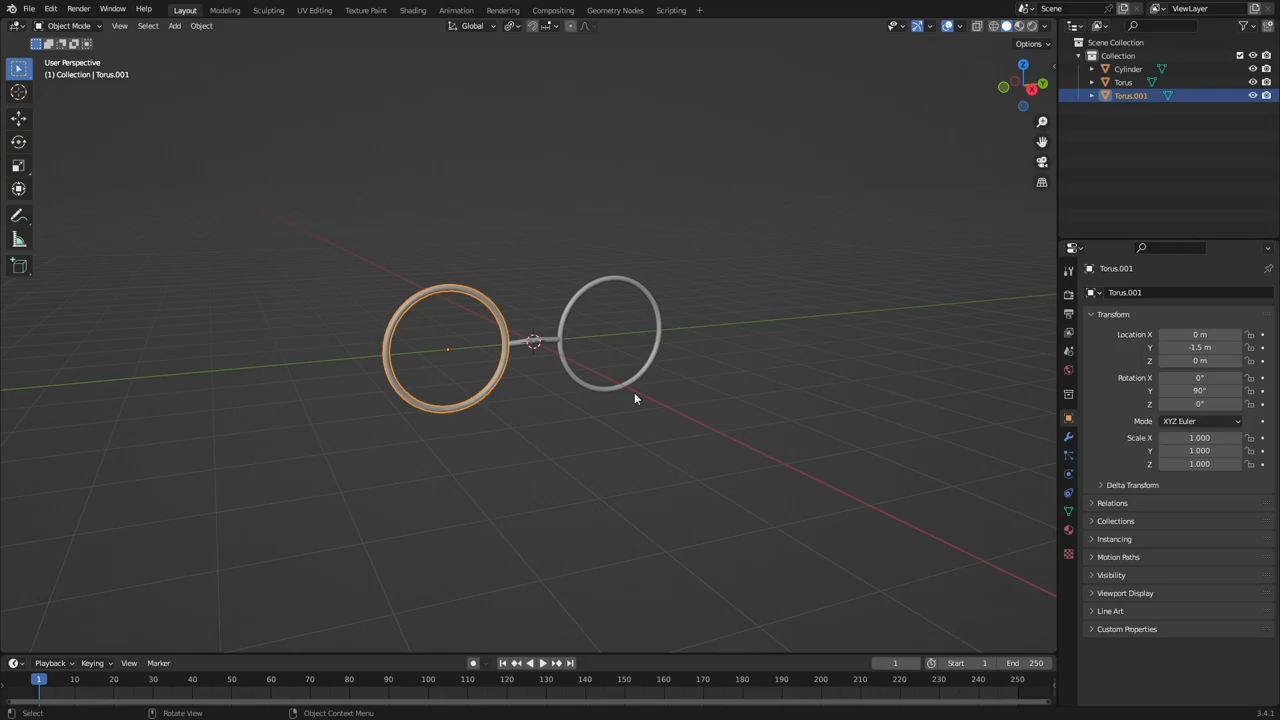 File Edit Render Window Help Layout Modeling Sculpting UV Editing Texture Paint Shading Animation Rendering Compositing Geometry Nodes Scripting + Scene ViewLayer
Object Mode View Select Add Object Global
Options
User Perspective
(1) Collection | Torus.001
Z
Y
X
Scene Collection
Collection
Cylinder
Torus
Torus.001
Torus.001
Torus.001
Transform
Location X 0 m
Y -1.5 m
Z 0 m
Rotation X 0°
Y 90°
Z 0°
Mode XYZ Euler
Scale X 1.000
Y 1.000
Z 1.000
Delta Transform
Relations
Collections
Instancing
Motion Paths
Visibility
Viewport Display
Line Art
Custom Properties
Playback Keying View Marker 1 Start 1 End 250
1 10 20 30 40 50 60 70 80 90 100 110 120 130 140 150 160 170 180 190 200 210 220 230 240 250
Select Rotate View Object Context Menu 3.4.1